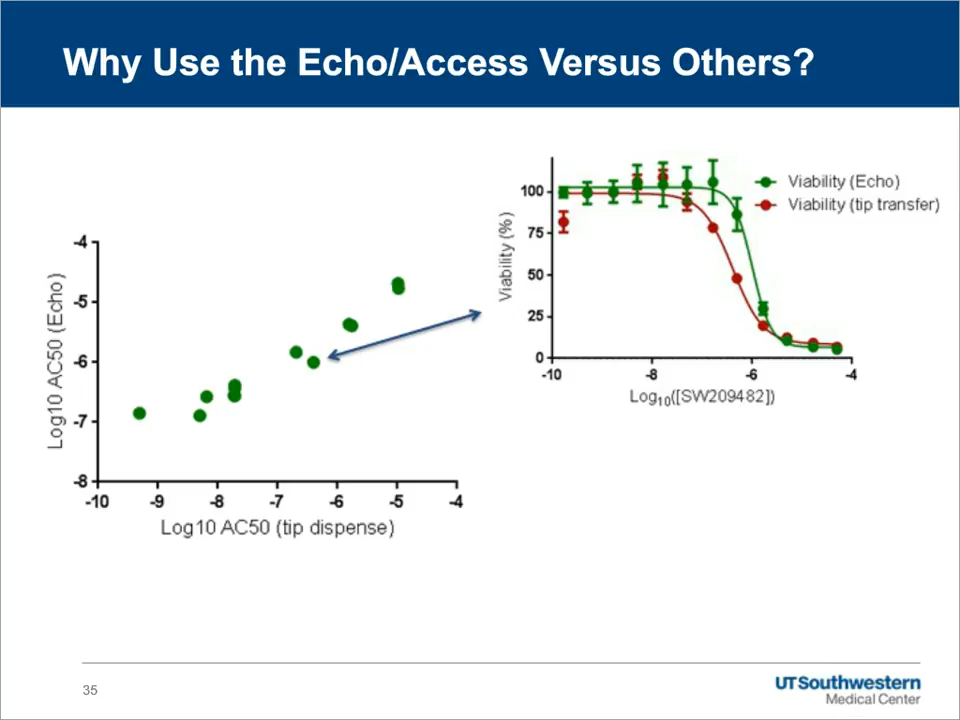 Why Use the Echo/Access Versus Others?
Viability (Echo)
Viability (tip transfer)
Viability (%)
100
75
50
25
0
-10
-8
-6
-4
Log10([SW209482])
Log10 AC50 (Echo)
-4
-5
-6
-7
-8
-10
-9
-8
-7
-6
-5
-4
Log10 AC50 (tip dispense)
35
UTSouthwestern
Medical Center